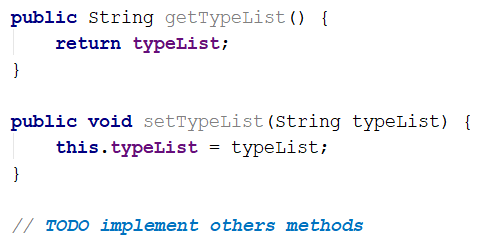 public String getTypeList() {
    return typeList;
}

public void setTypeList(String typeList) {
    this.typeList = typeList;
}

// TODO implement others methods